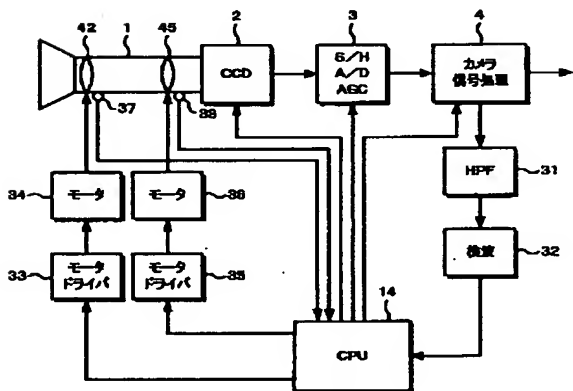 42
1
45
2
3
4
CCD
S/H
A/D
AGC
カメラ
信号処理
37
38
34
モータ
36
モータ
HPF
31
33
モータ
ドライバ
35
モータ
ドライバ
検波
32
14
CPU